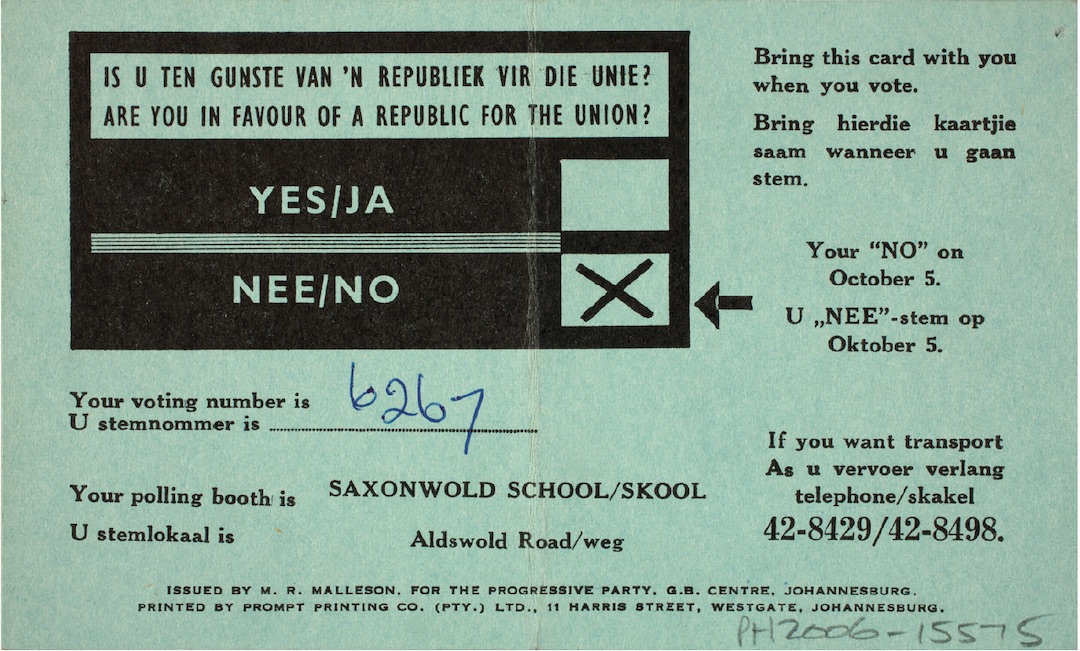 IS U TEN GUNSTE VAN 'N REPUBLIEK VIR DIE UNIE?
ARE YOU IN FAVOUR OF A REPUBLIC FOR THE UNION?
YES/JA
NEE/NO
Bring this card with you
when you vote.
Bring hierdie kaartjie
saam wanneer u gaan
stem.
Your “NO” on
October 5.
U „NEE”-stem op
Oktober 5.
Your voting number is
U stemnommer is 6267
Your polling booth is SAXONWOLD SCHOOL/SKOOL
U stemlokaal is Aldswold Road/weg
If you want transport
As u vervoer verlang
telephone/skakel
42-8429/42-8498.
ISSUED BY M. R. MALLESON, FOR THE PROGRESSIVE PARTY, G.B. CENTRE, JOHANNESBURG.
PRINTED BY PROMPT PRINTING CO. (PTY.) LTD., 11 HARRIS STREET, WESTGATE, JOHANNESBURG.
PH2006-15575